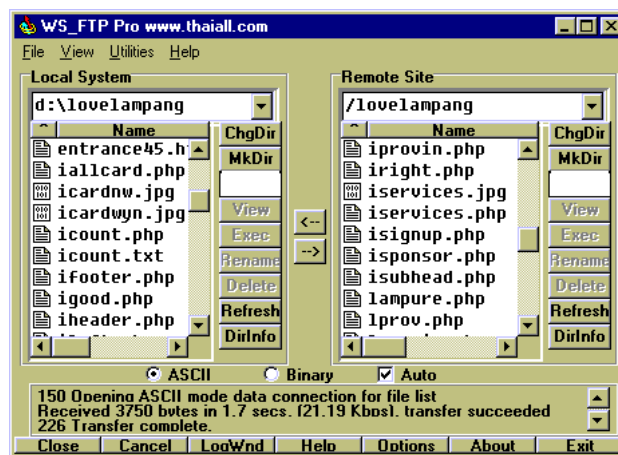 WS_FTP Pro www.thaiall.com
File View Utilities Help
Local System
d:\lovelampang
^ Name
entrance45.h
iallcard.php
icardnw.jpg
icardwyn.jpg
icount.php
icount.txt
ifooter.php
igood.php
iheader.php
ChgDir
MkDir
View
Exec
Rename
Delete
Refresh
DirInfo
<--
-->
Remote Site
/lovelampang
^ Name
iprovin.php
iright.php
iservices.jpg
iservices.php
isignup.php
isponsor.php
isubhead.php
lampure.php
lprov.php
ChgDir
MkDir
View
Exec
Rename
Delete
Refresh
DirInfo
ASCII Binary Auto
150 Opening ASCII mode data connection for file list
Received 3750 bytes in 1.7 secs, (21.19 Kbps), transfer succeeded
226 Transfer complete.
Close Cancel LogWnd Help Options About Exit